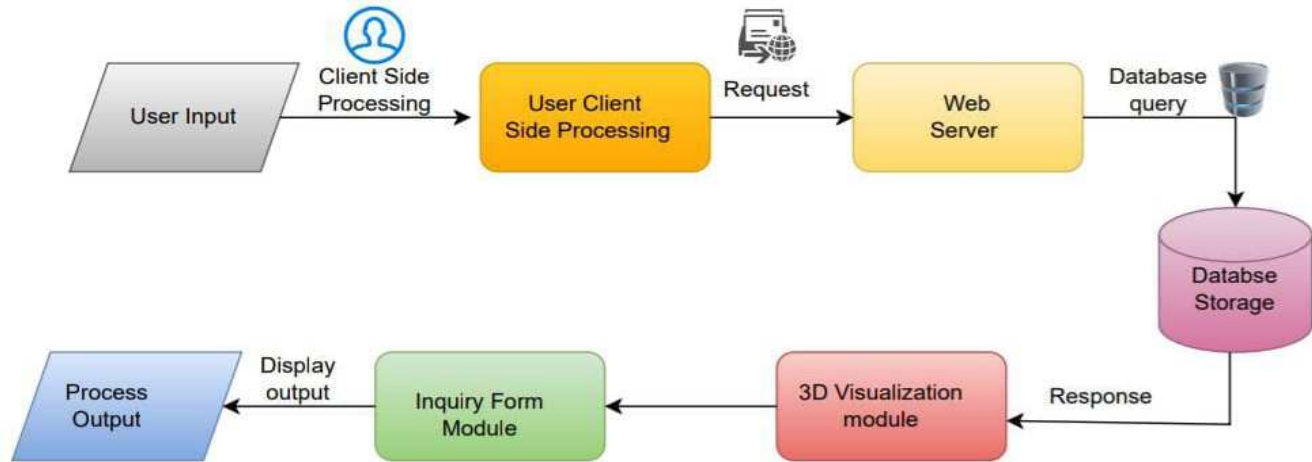 User Input
Client Side
Processing
User Client
Side Processing
Request
Web
Server
Database
query
Databse
Storage
Response
3D Visualization
module
Inquiry Form
Module
Display
output
Process
Output